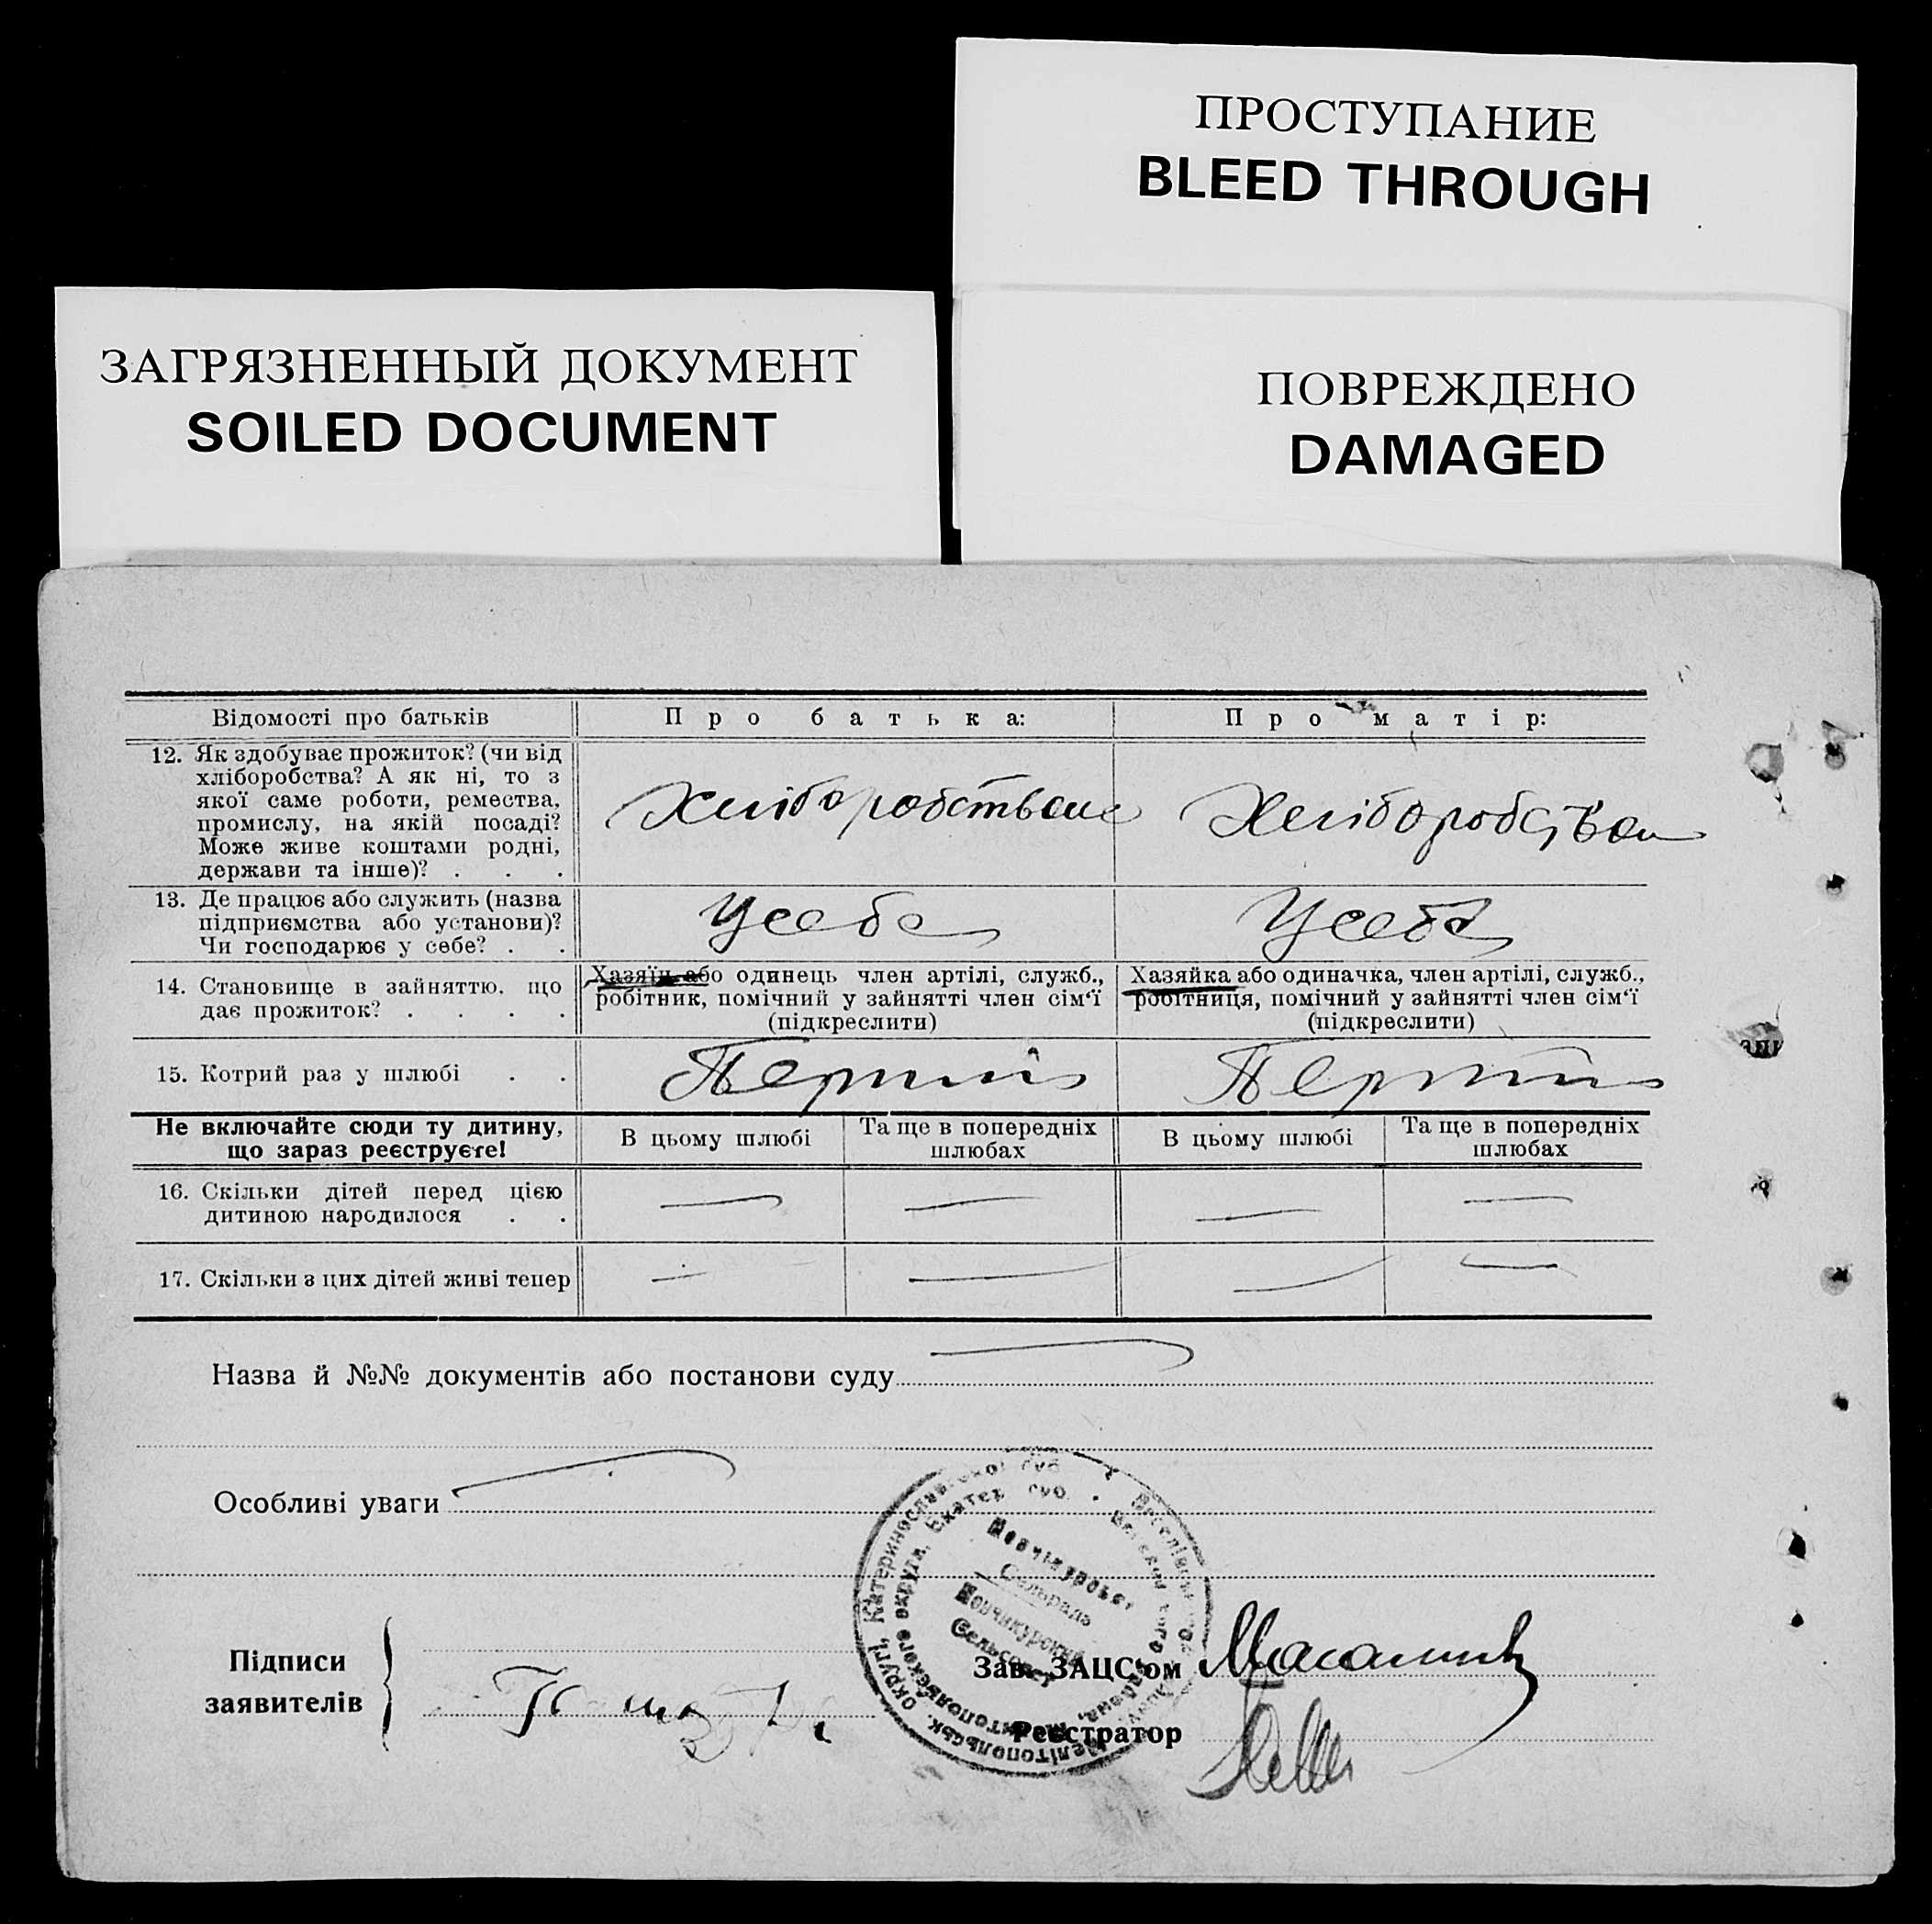 ПРОСТУПАНИЕ
BLEED THROUGH
ЗАГРЯЗНЕННЫЙ ДОКУМЕНТ
SOILED DOCUMENT
ПОВРЕЖДЕНО
DAMAGED
Відомості про батьків
Про батька:
Про матір:
12. Як здобуває прожиток? (чи від
хліборобства? А як ні, то з
якої саме роботи, ремества,
промислу, на якій посаді?
Може живе коштами родні,
держави та інше)? . . .
Хліборобством
Хліборобством
13. Де працює або служить (назва
підприємства або установи)?
Чи господарює у себе? . .
У себе
У себе
14. Становище в зайняттю, що
дає прожиток? . . . .
Хазяїн або одинець член артілі, служб.,
робітник, помічний у зайнятті член сім'ї
(підкреслити)
Хазяйка або одиначка, член артілі, служб.,
робітниця, помічний у зайнятті член сім'ї
(підкреслити)
15. Котрий раз у шлюбі . .
Перший
Перший
Не включайте сюди ту дитину,
що зараз реєструєте!
В цьому шлюбі
Та ще в попередніх
шлюбах
В цьому шлюбі
Та ще в попередніх
шлюбах
16. Скільки дітей перед цією
дитиною народилося . .
17. Скільки з цих дітей живі тепер
Назва й №№ документів або постанови суду
Особливі уваги
Підписи
заявителів
Зав. ЗАЦС'ом
Реєстратор